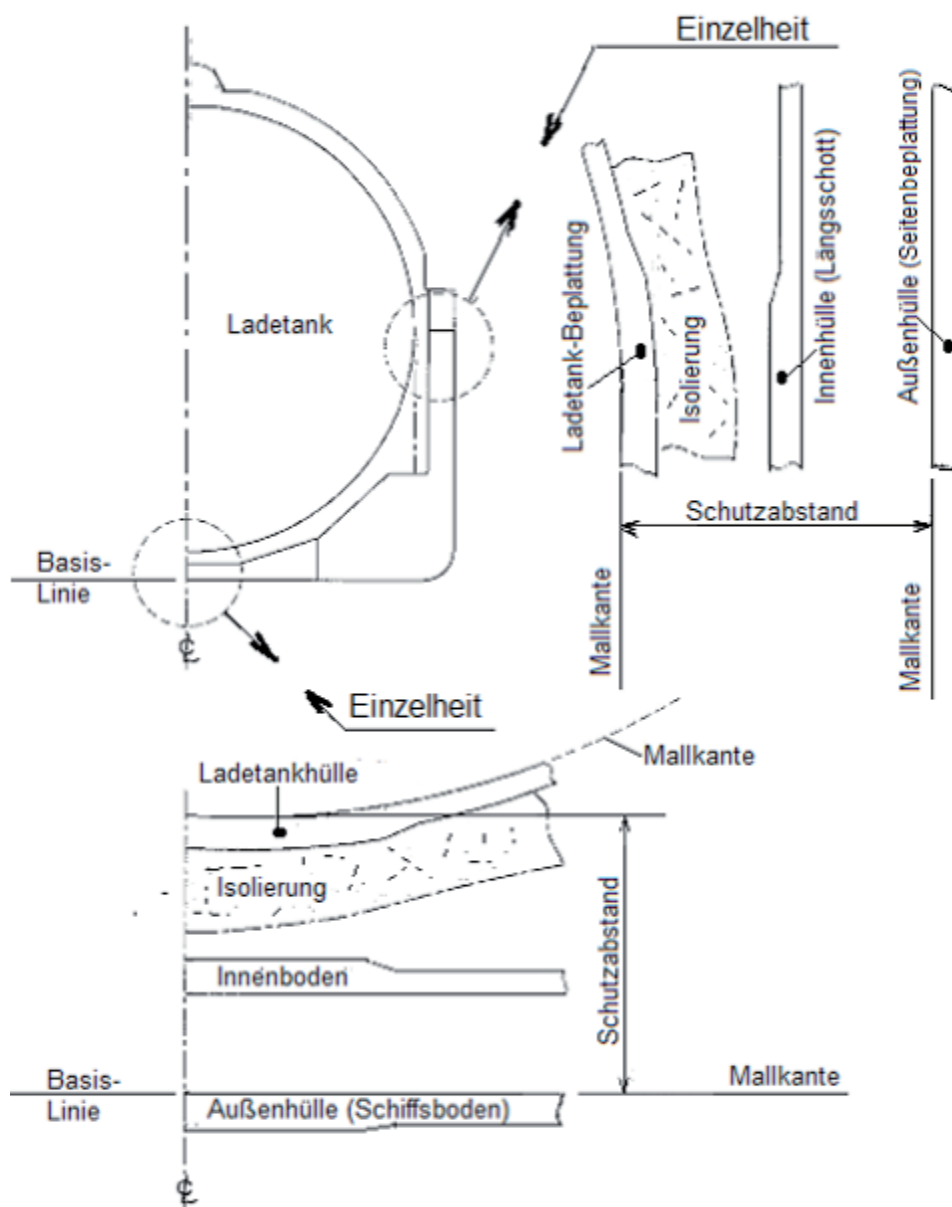 Einzelheit
Ladetank
Ladetank-Beplattung
Isolierung
Innenhülle (Längsschott)
Außenhülle (Seitenbeplattung)
Schutzabstand
Mallkante
Mallkante
Basis-
Linie
℄
Einzelheit
Mallkante
Ladetankhülle
Isolierung
Schutzabstand
Innenboden
Basis-
Linie
Mallkante
Außenhülle (Schiffsboden)
℄